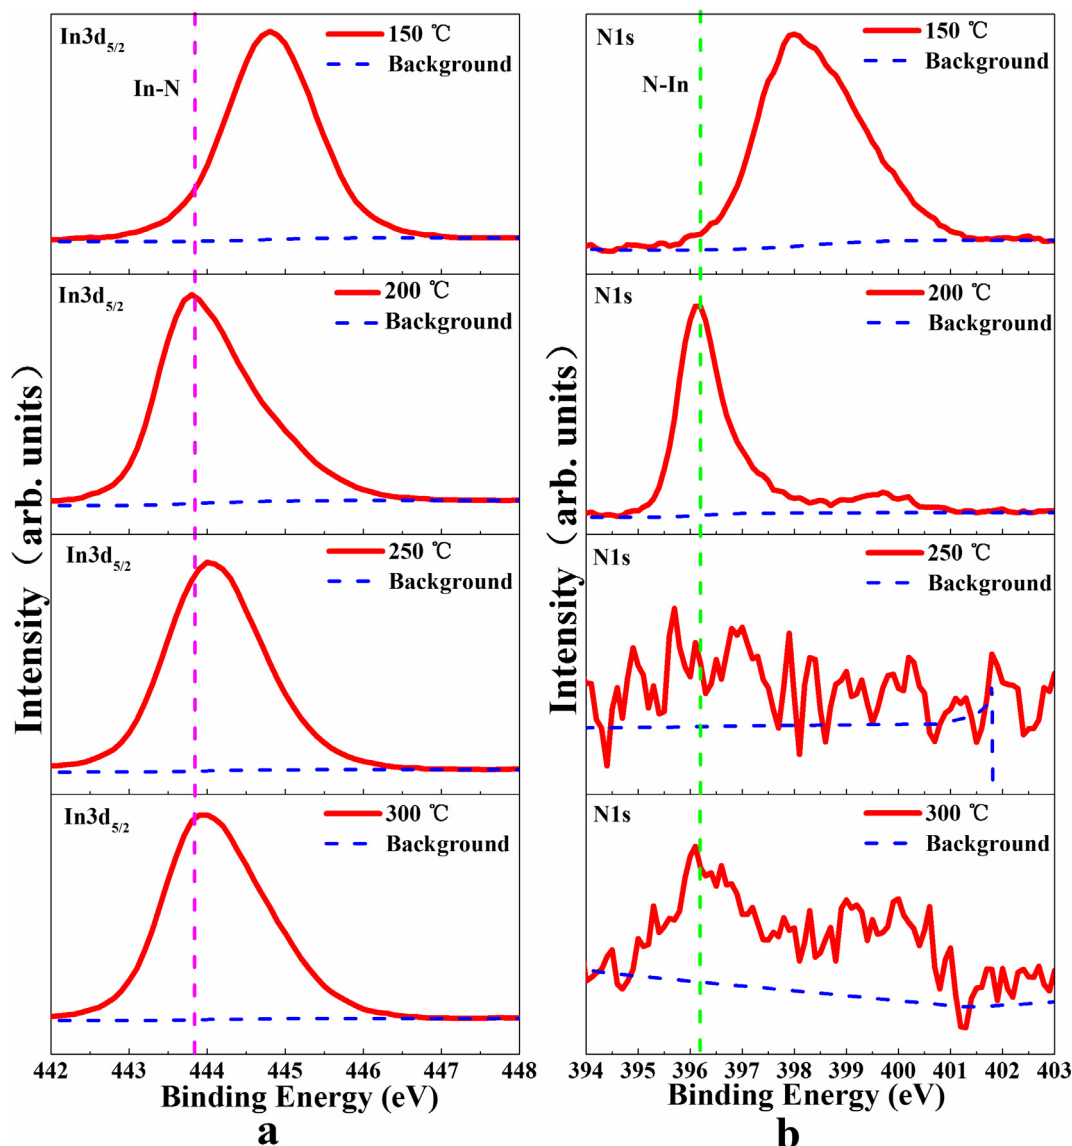 In3d5/2
150 ℃
Background
In-N
In3d5/2
200 ℃
Background
In3d5/2
250 ℃
Background
In3d5/2
300 ℃
Background
Intensity (arb. units)
442 443 444 445 446 447 448
Binding Energy (eV)
a
N1s
150 ℃
Background
N-In
N1s
200 ℃
Background
N1s
250 ℃
Background
N1s
300 ℃
Background
Intensity (arb. units)
394 395 396 397 398 399 400 401 402 403
Binding Energy (eV)
b